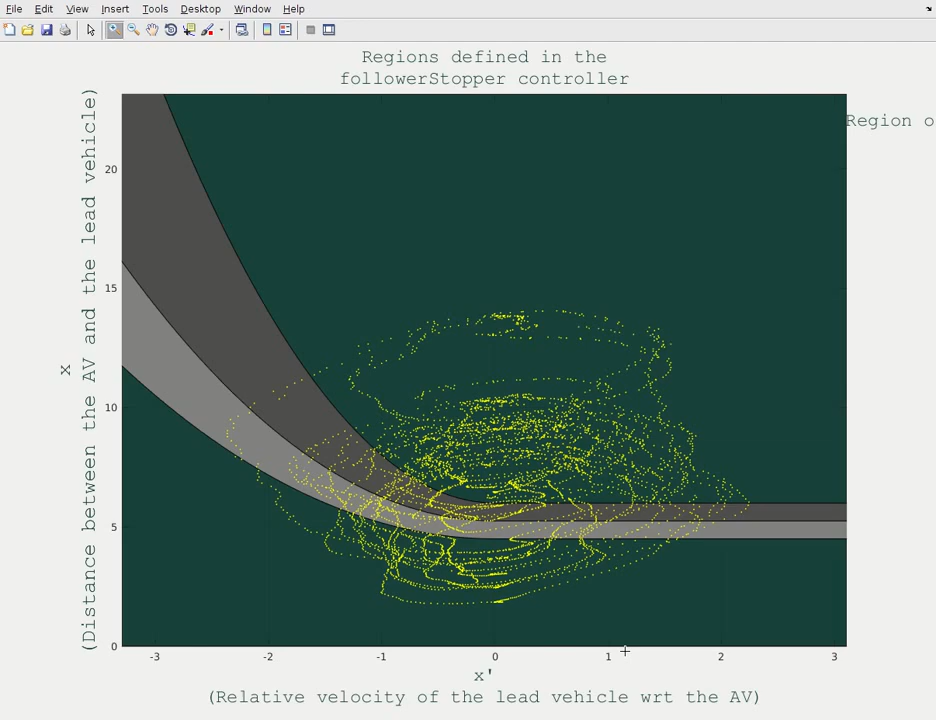 File Edit View Insert Tools Desktop Window Help
Regions defined in the
followerStopper controller
Region o
x
(Distance between the AV and the lead vehicle)
20
15
10
5
0
-3 -2 -1 0 1 2 3
x'
(Relative velocity of the lead vehicle wrt the AV)